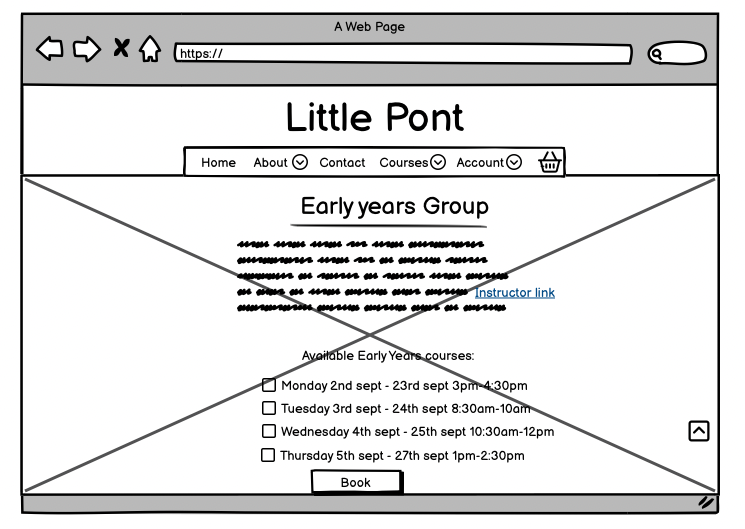 A Web Page
https://
Little Pont
Home About Contact Courses Account
Early years Group
Instructor link
Available Early Years courses:
Monday 2nd sept - 23rd sept 3pm-4:30pm
Tuesday 3rd sept - 24th sept 8:30am-10am
Wednesday 4th sept - 25th sept 10:30am-12pm
Thursday 5th sept - 27th sept 1pm-2:30pm
Book